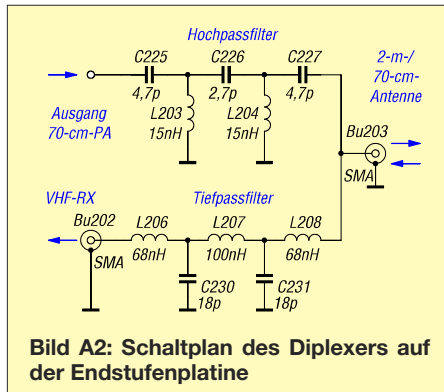 Hochpassfilter
C225
C226
C227
2-m-/
70-cm-
Antenne
4,7p
2,7p
4,7p
Ausgang
70-cm-PA
L203
15nH
L204
15nH
Bu203
SMA
VHF-RX
Tiefpassfilter
Bu202
L206
L207
L208
SMA
68nH
100nH
68nH
C230
18p
C231
18p
Bild A2: Schaltplan des Diplexers auf
der Endstufenplatine